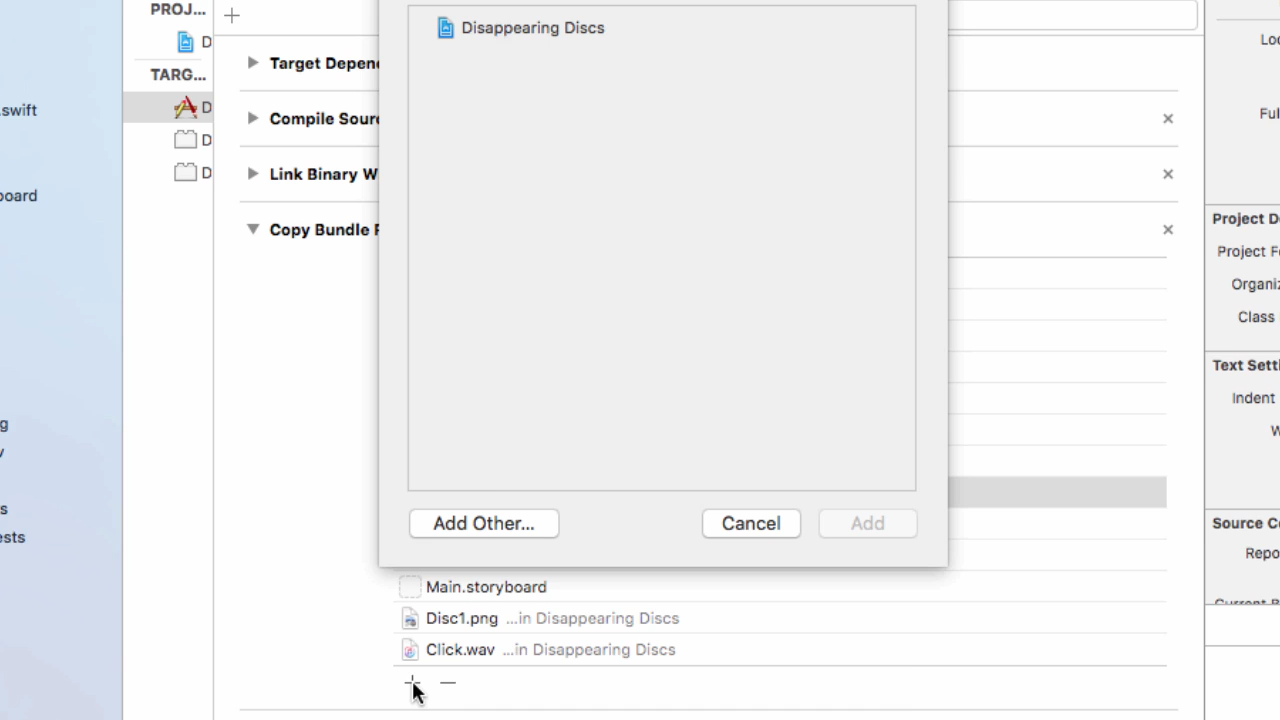 .swift
board
g
s
ests
PROJ...
D
TARG...
D
D
D
Target Depen
Compile Sour
Link Binary W
Copy Bundle
Disappearing Discs
Add Other...
Cancel
Add
Main.storyboard
Disc1.png ...in Disappearing Discs
Click.wav ...in Disappearing Discs
Loc
Ful
Project D
Project F
Organiz
Class
Text Setti
Indent
W
Source C
Repo